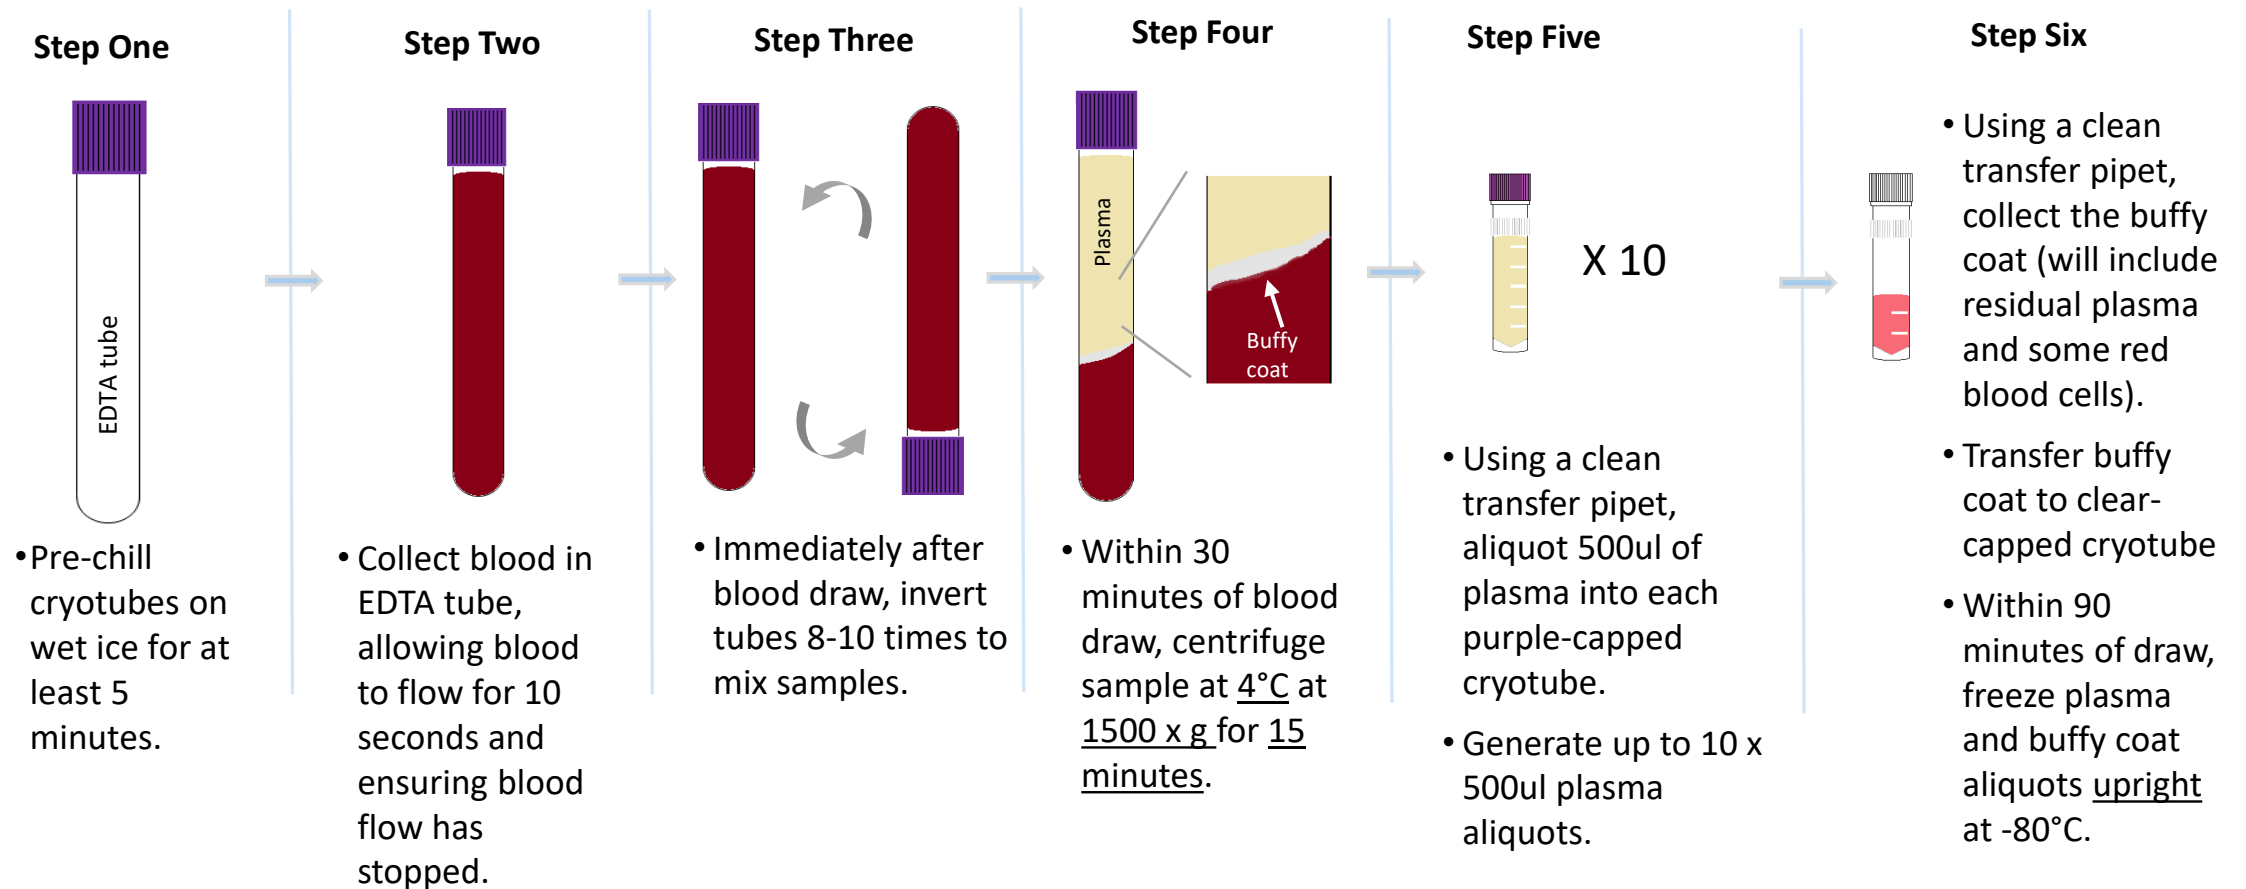 Step One
EDTA tube
•Pre-chill
cryotubes on
wet ice for at
least 5
minutes.
Step Two
• Collect blood in
EDTA tube,
allowing blood
to flow for 10
seconds and
ensuring blood
flow has
stopped.
Step Three
• Immediately after
blood draw, invert
tubes 8-10 times to
mix samples.
Step Four
Plasma
Buffy
coat
• Within 30
minutes of blood
draw, centrifuge
sample at 4°C at
1500 x g for 15
minutes.
Step Five
X 10
• Using a clean
transfer pipet,
aliquot 500ul of
plasma into each
purple-capped
cryotube.
• Generate up to 10 x
500ul plasma
aliquots.
Step Six
• Using a clean
transfer pipet,
collect the buffy
coat (will include
residual plasma
and some red
blood cells).
• Transfer buffy
coat to clear-
capped cryotube
• Within 90
minutes of draw,
freeze plasma
and buffy coat
aliquots upright
at -80°C.